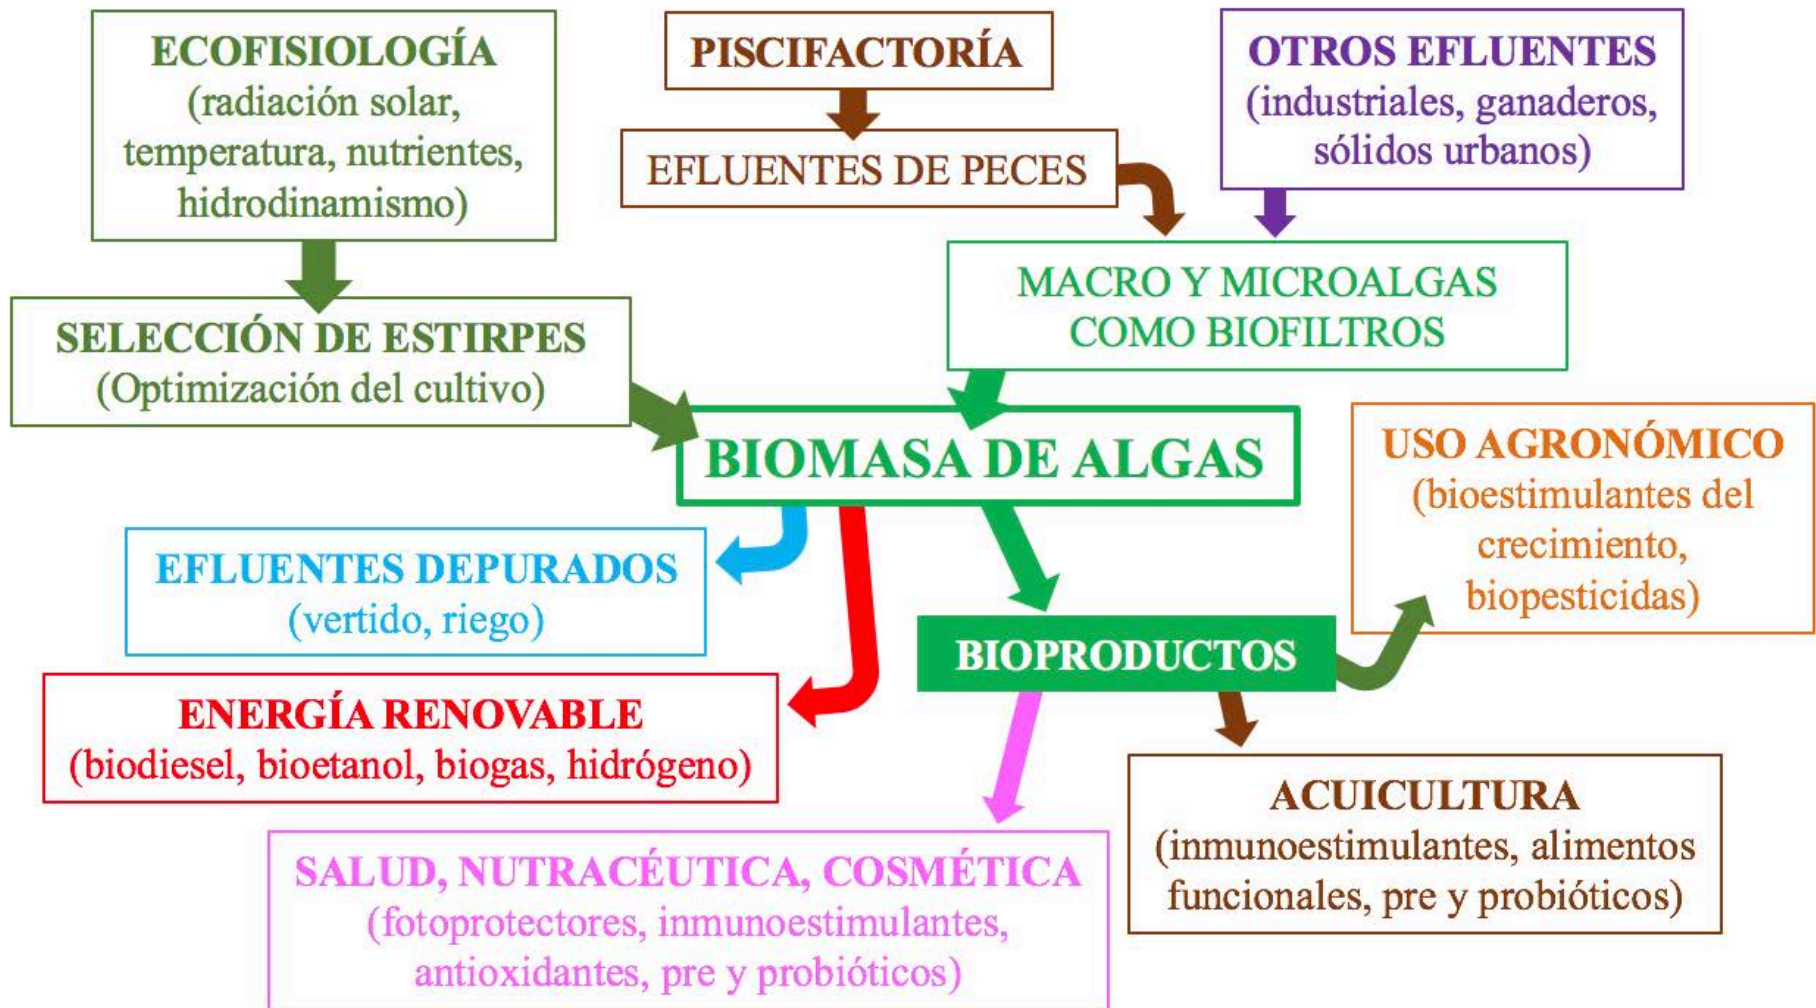 ECOFISIOLOGÍA
(radiación solar,
temperatura, nutrientes,
hidrodinamismo)
PISCIFACTORÍA
EFLUENTES DE PECES
OTROS EFLUENTES
(industriales, ganaderos,
sólidos urbanos)
SELECCIÓN DE ESTIRPES
(Optimización del cultivo)
MACRO Y MICROALGAS
COMO BIOFILTROS
BIOMASA DE ALGAS
USO AGRONÓMICO
(bioestimulantes del
crecimiento,
biopesticidas)
EFLUENTES DEPURADOS
(vertido, riego)
BIOPRODUCTOS
ENERGÍA RENOVABLE
(biodiesel, bioetanol, biogas, hidrógeno)
ACUICULTURA
(inmunoestimulantes, alimentos
funcionales, pre y probióticos)
SALUD, NUTRACÉUTICA, COSMÉTICA
(fotoprotectores, inmunoestimulantes,
antioxidantes, pre y probióticos)